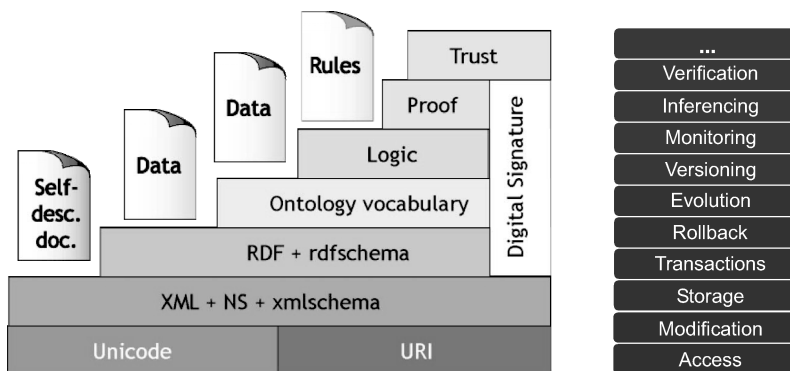 Rules
Trust
Data
Proof
Data
Logic
Self-
desc.
doc.
Ontology vocabulary
Digital Signature
RDF + rdfschema
XML + NS + xmlschema
Unicode
URI
...
Verification
Inferencing
Monitoring
Versioning
Evolution
Rollback
Transactions
Storage
Modification
Access